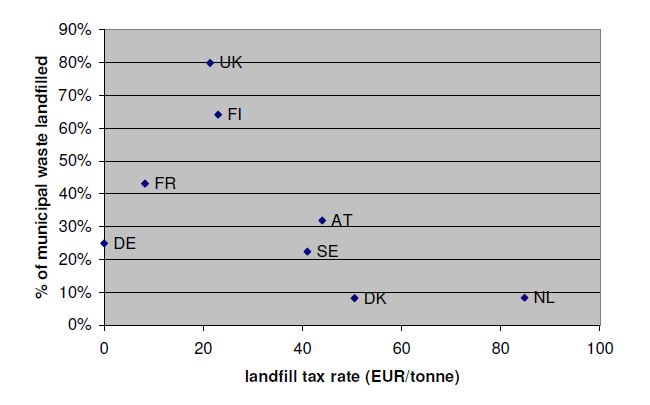 90%
80%
70%
60%
50%
40%
30%
20%
10%
0%
% of municipal waste landfilled
UK
FI
FR
AT
DE
SE
DK
NL
0 20 40 60 80 100
landfill tax rate (EUR/tonne)